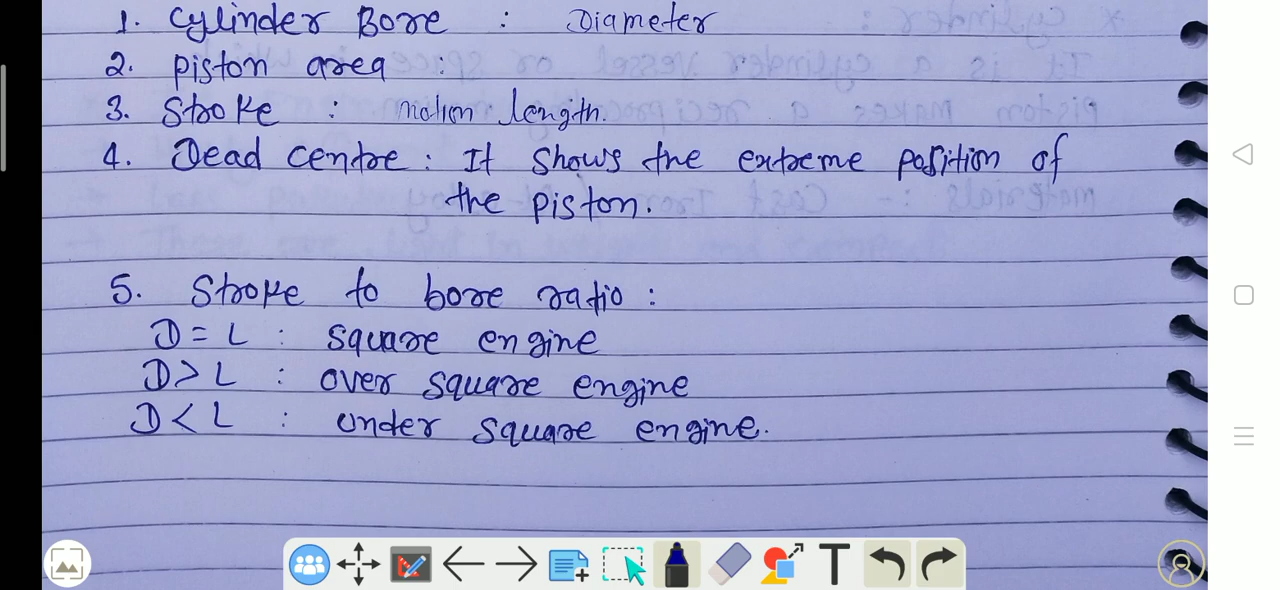 1. Cylinder Bore : Diameter
2. piston area :
3. Stroke : motion length.
4. Dead centre : It shows the extreme position of
the piston.
5. Stroke to bore ratio :
D = L : square engine
D > L : over square engine
D < L : under square engine.
T